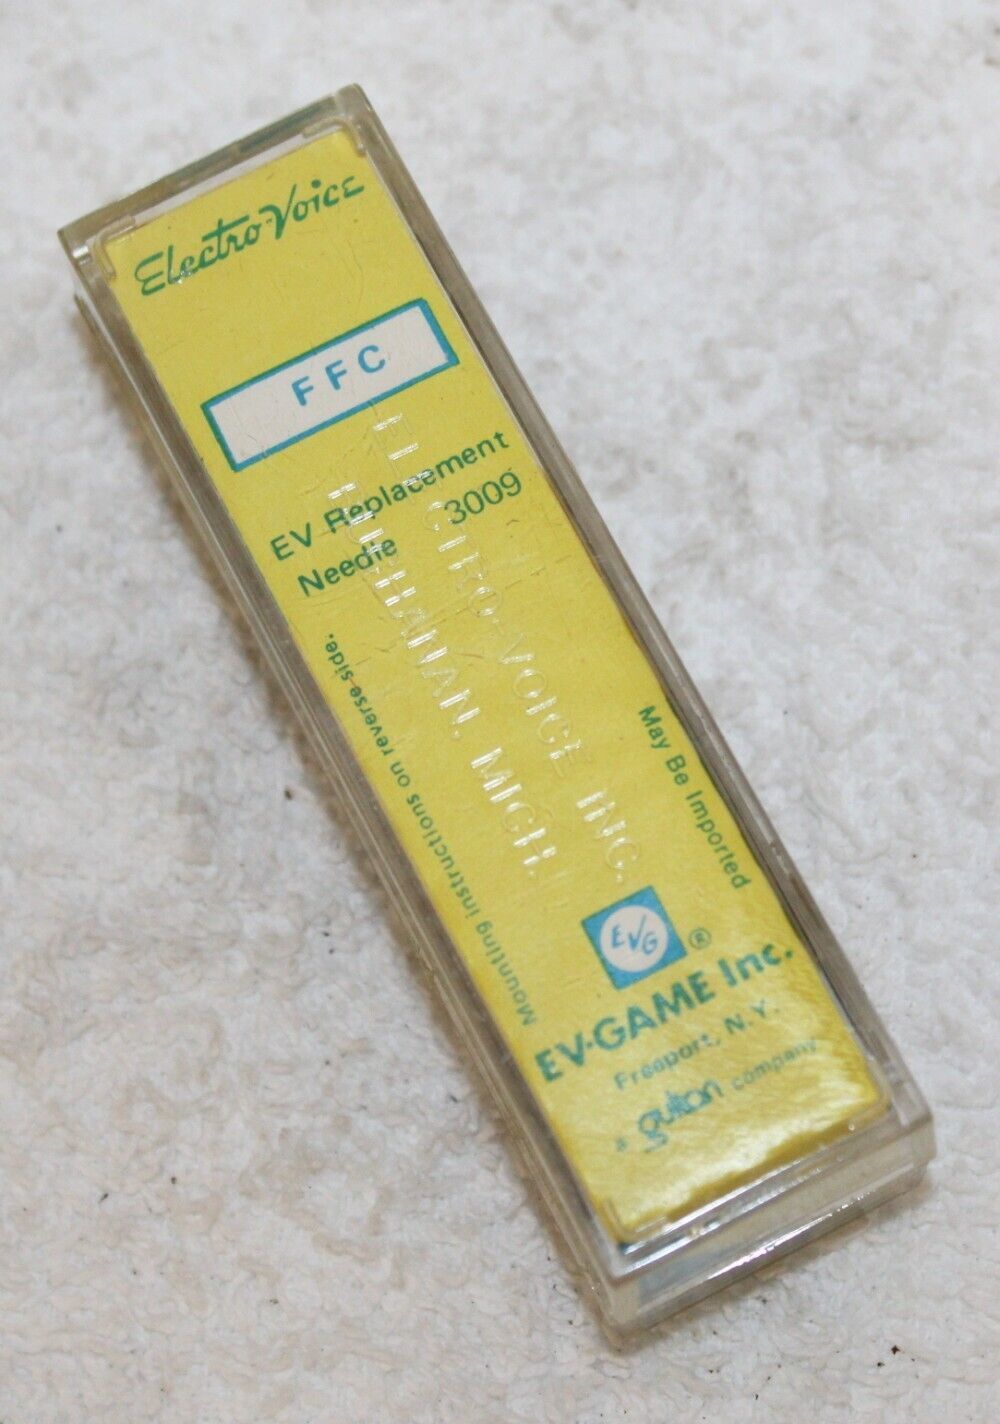 Electro-Voice
FFC
EV Replacement
Needle 3009
ELECTRO-VOICE INC.
BUCHANAN, MICH.
Mounting instructions on reverse side.
May Be Imported
EVG ®
EV-GAME Inc.
Freeport, N.Y.
a gulton company